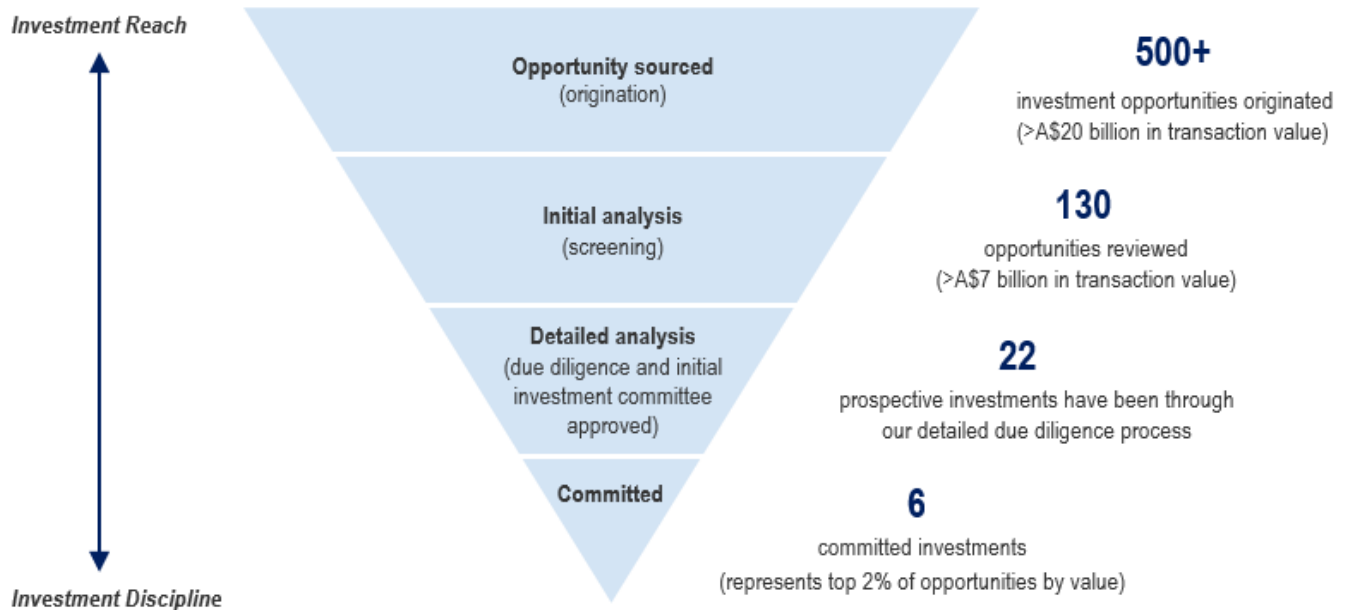 Investment Reach
Opportunity sourced
(origination)
500+
investment opportunities originated
(>A$20 billion in transaction value)
Initial analysis
(screening)
130
opportunities reviewed
(>A$7 billion in transaction value)
Detailed analysis
(due diligence and initial
investment committee
approved)
22
prospective investments have been through
our detailed due diligence process
Committed
6
committed investments
(represents top 2% of opportunities by value)
Investment Discipline